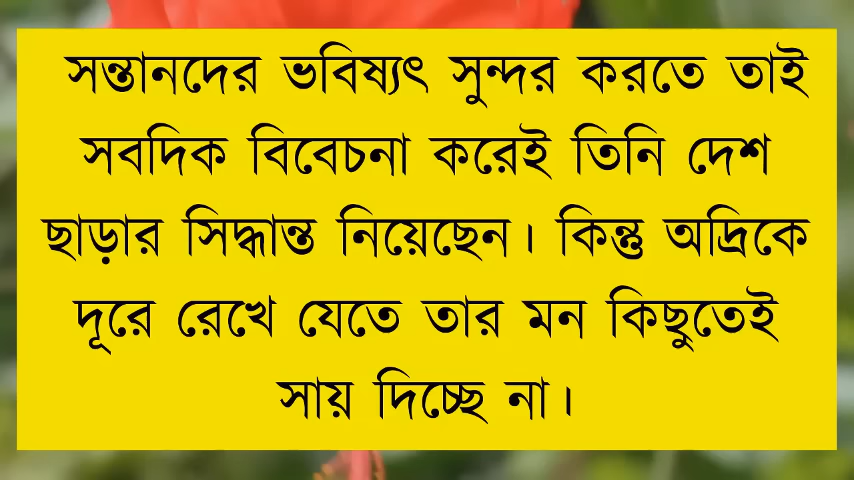 সন্তানদের ভবিষ্যৎ সুন্দর করতে তাই
সবদিক বিবেচনা করেই তিনি দেশ
ছাড়ার সিদ্ধান্ত নিয়েছেন। কিন্তু অদ্রিকে
দূরে রেখে যেতে তার মন কিছুতেই
সায় দিচ্ছে না।